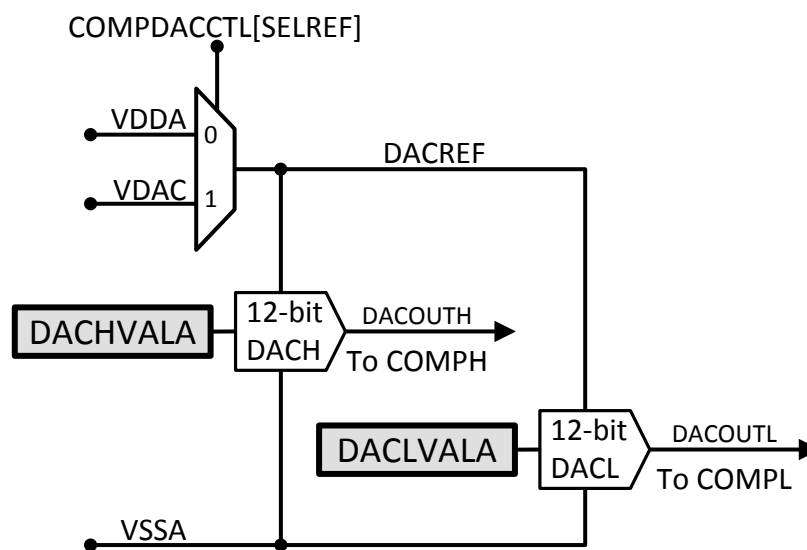 COMPDACCTL[SELREF]
VDDA
0
DACREF
VDAC
1
DACHVALA
12-bit
DACH
DACOUTH
To COMPH
DACLVALA
12-bit
DACL
DACOUTL
To COMPL
VSSA